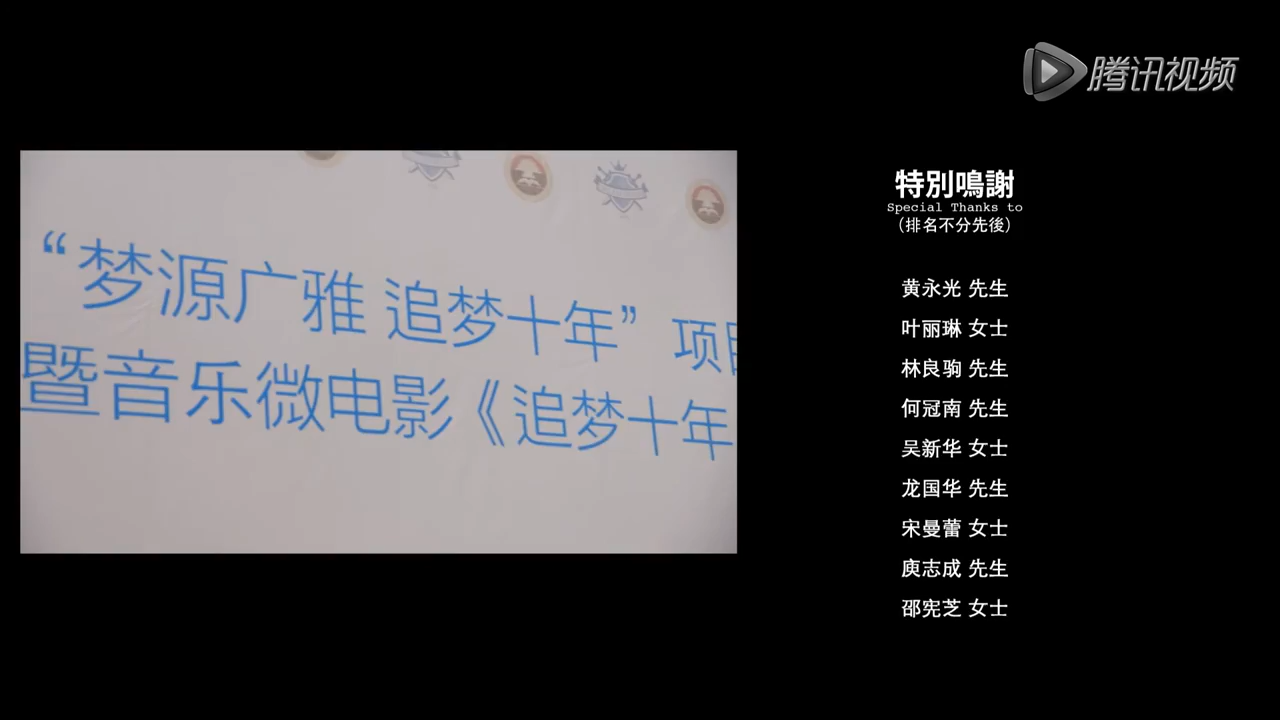 腾讯视频
“梦源广雅 追梦十年”项目
暨音乐微电影《追梦十年
特別鳴謝
Special Thanks to
（排名不分先後）
黄永光 先生
叶丽琳 女士
林良驹 先生
何冠南 先生
吴新华 女士
龙国华 先生
宋曼蕾 女士
庾志成 先生
邵宪芝 女士